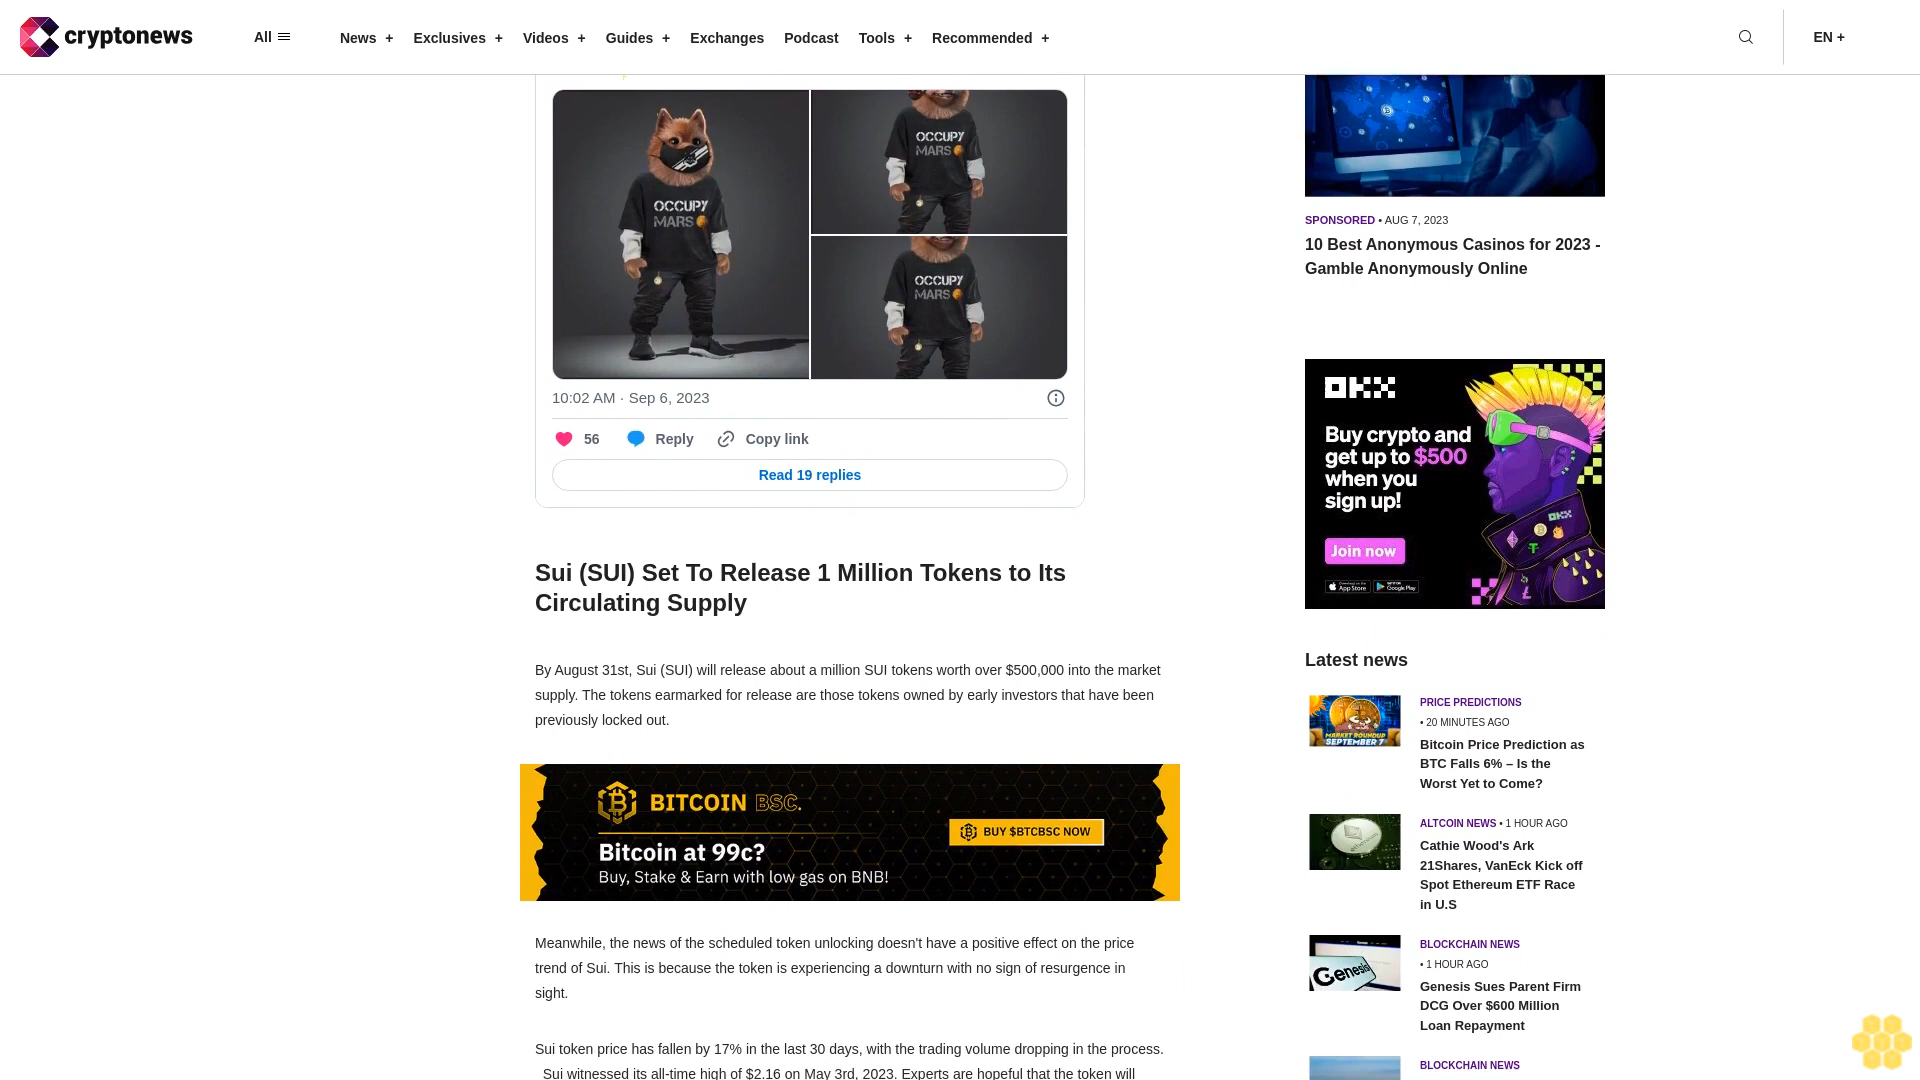 cryptonews
All
News +
Exclusives +
Videos +
Guides +
Exchanges
Podcast
Tools +
Recommended +
EN +
OCCUPY
MARS
OCCUPY
MARS
OCCUPY
MARS
10:02 AM · Sep 6, 2023
56
Reply
Copy link
Read 19 replies
Sui (SUI) Set To Release 1 Million Tokens to Its
Circulating Supply
By August 31st, Sui (SUI) will release about a million SUI tokens worth over $500,000 into the market
supply. The tokens earmarked for release are those tokens owned by early investors that have been
previously locked out.
BITCOIN BSC.
Bitcoin at 99c?
Buy, Stake & Earn with low gas on BNB!
BUY $BTCBSC NOW
Meanwhile, the news of the scheduled token unlocking doesn't have a positive effect on the price
trend of Sui. This is because the token is experiencing a downturn with no sign of resurgence in
sight.
Sui token price has fallen by 17% in the last 30 days, with the trading volume dropping in the process.
Sui witnessed its all-time high of $2.16 on May 3rd, 2023. Experts are hopeful that the token will
SPONSORED • AUG 7, 2023
10 Best Anonymous Casinos for 2023 -
Gamble Anonymously Online
OKX
Buy crypto and
get up to $500
when you
sign up!
Join now
Download on the
App Store
GET IT ON
Google Play
OKX
Latest news
MARKET ROUNDUP
SEPTEMBER 7
PRICE PREDICTIONS
• 20 MINUTES AGO
Bitcoin Price Prediction as
BTC Falls 6% – Is the
Worst Yet to Come?
ALTCOIN NEWS • 1 HOUR AGO
Cathie Wood's Ark
21Shares, VanEck Kick off
Spot Ethereum ETF Race
in U.S
Genesis
BLOCKCHAIN NEWS
• 1 HOUR AGO
Genesis Sues Parent Firm
DCG Over $600 Million
Loan Repayment
BLOCKCHAIN NEWS